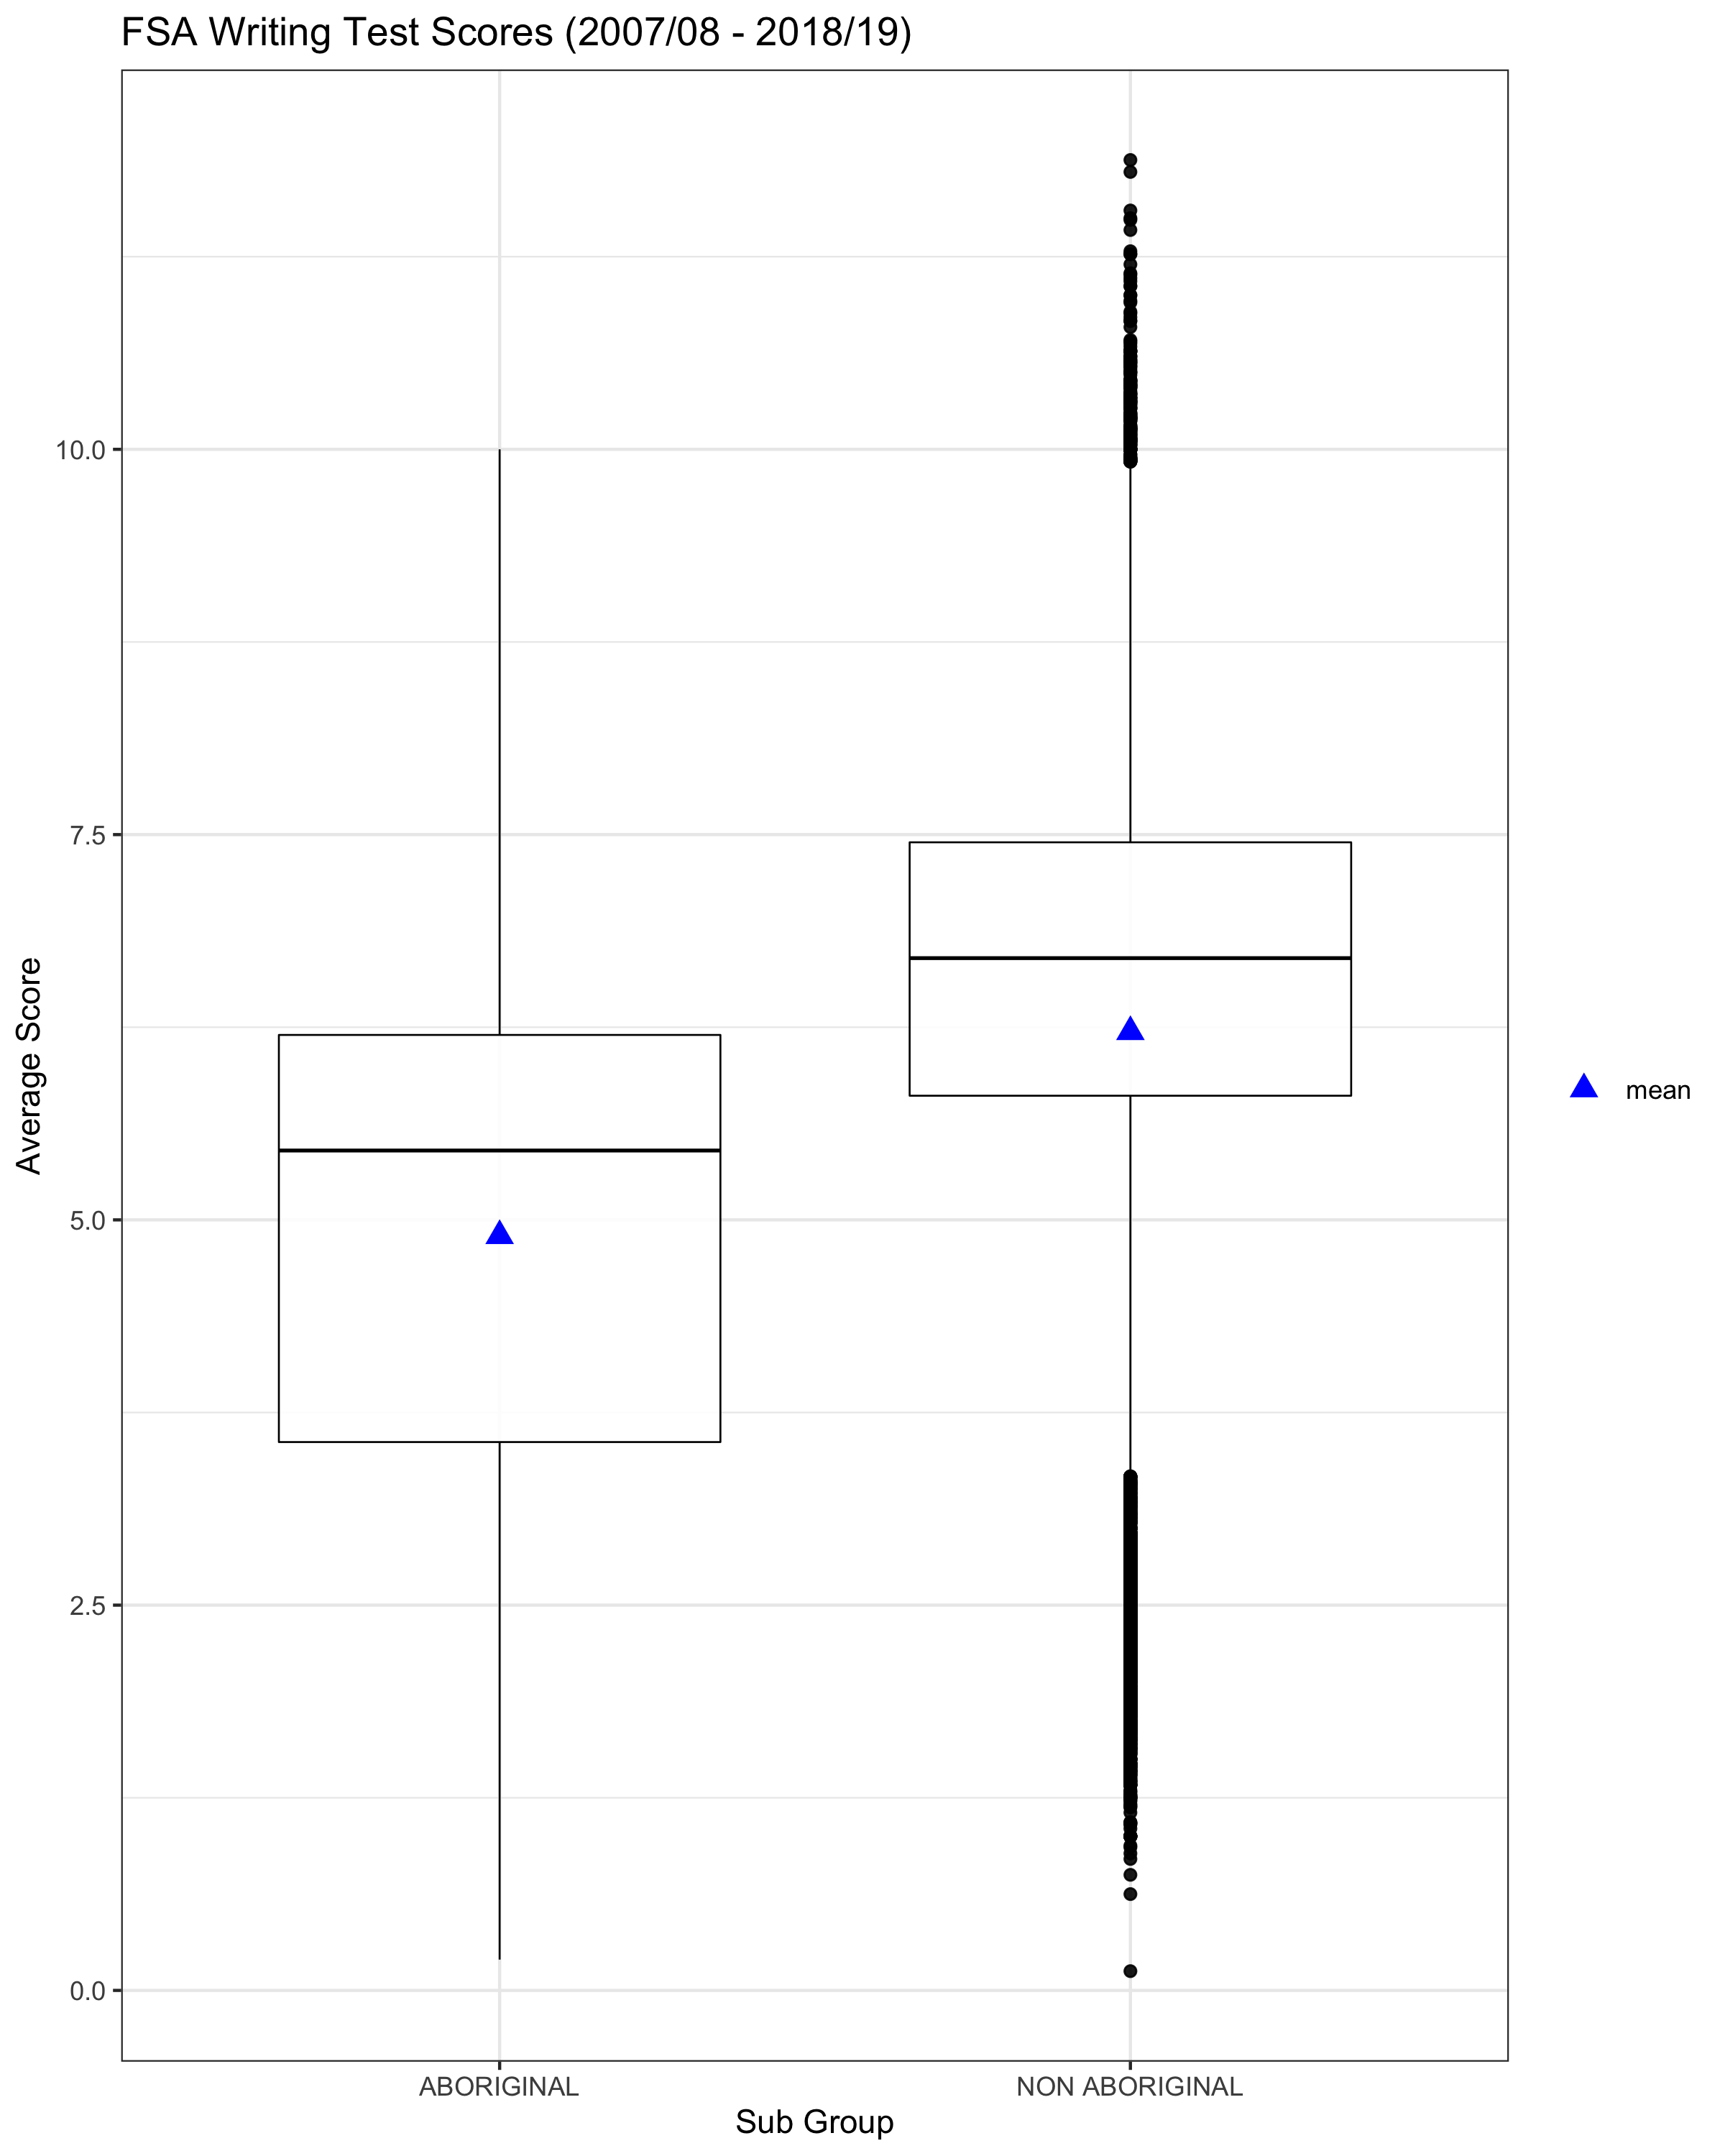 FSA Writing Test Scores (2007/08 - 2018/19)
Average Score
10.0
7.5
5.0
2.5
0.0
ABORIGINAL
NON ABORIGINAL
Sub Group
mean